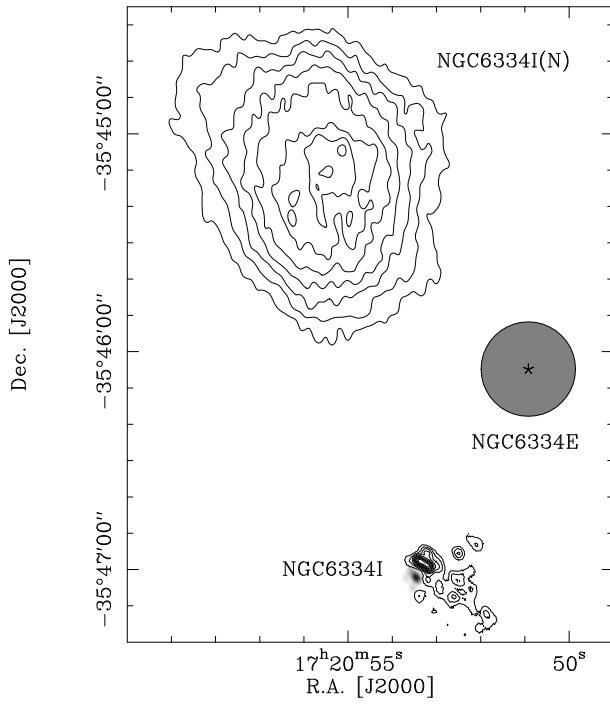 NGC6334I(N)
−35°45'00''
Dec. [J2000]
−35°46'00''
NGC6334E
−35°47'00''
NGC6334I
17ʰ20ᵐ55ˢ
50ˢ
R.A. [J2000]